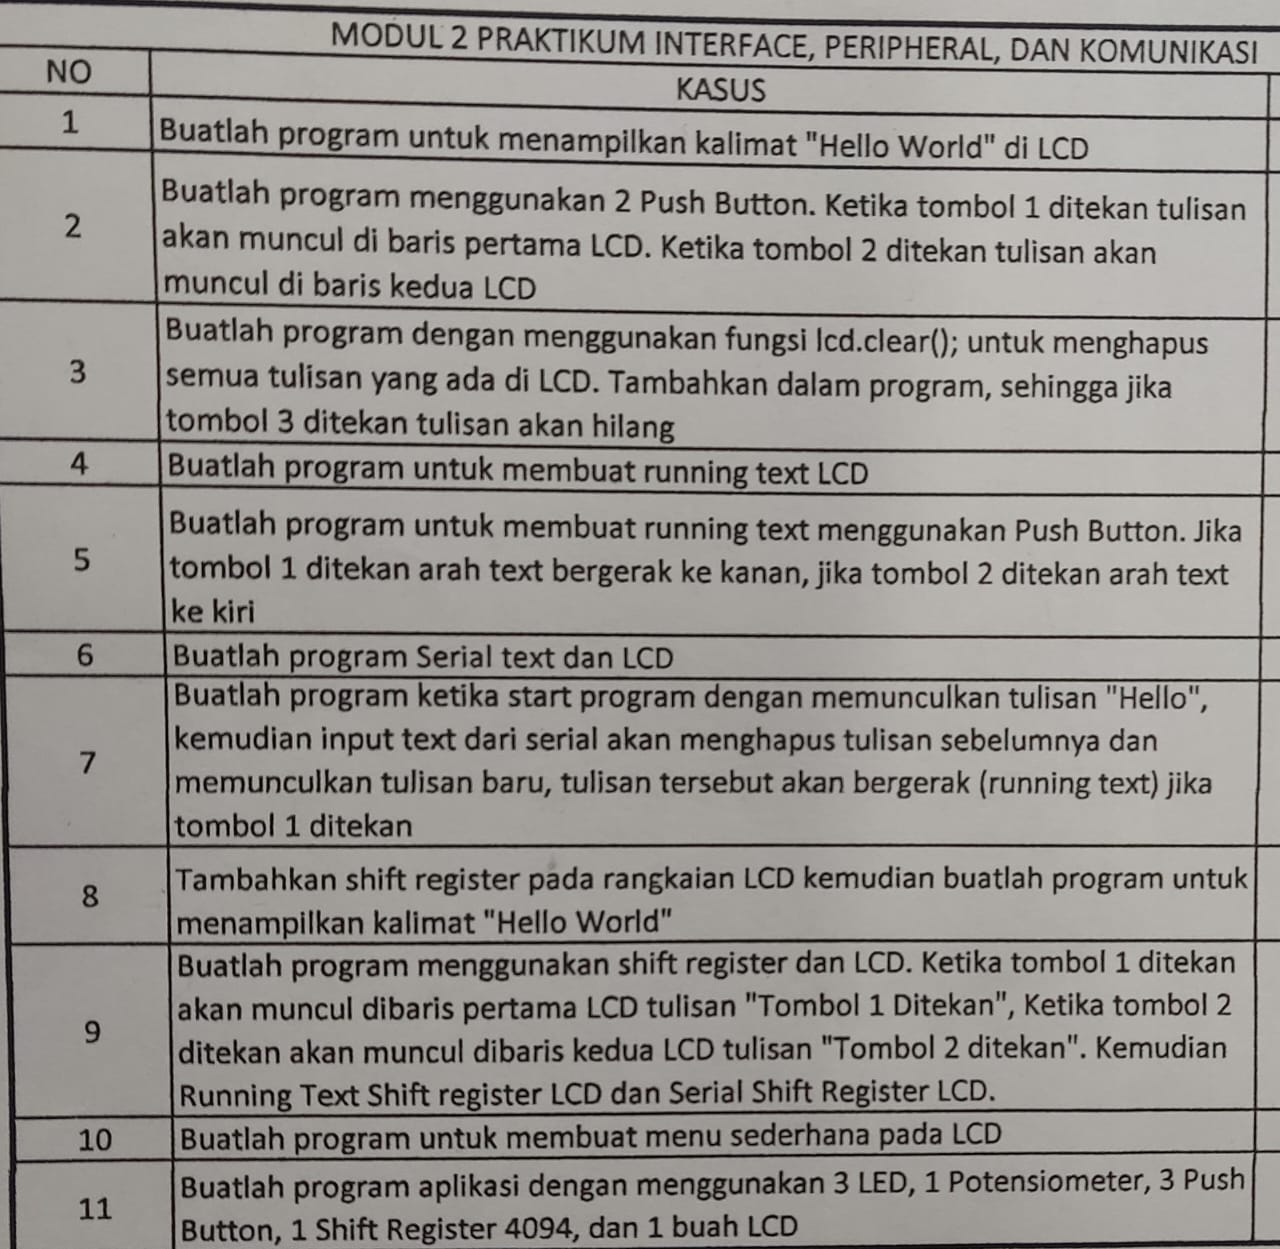 MODUL 2 PRAKTIKUM INTERFACE, PERIPHERAL, DAN KOMUNIKASI
NO
KASUS
1
Buatlah program untuk menampilkan kalimat "Hello World" di LCD
2
Buatlah program menggunakan 2 Push Button. Ketika tombol 1 ditekan tulisan
akan muncul di baris pertama LCD. Ketika tombol 2 ditekan tulisan akan
muncul di baris kedua LCD
3
Buatlah program dengan menggunakan fungsi lcd.clear(); untuk menghapus
semua tulisan yang ada di LCD. Tambahkan dalam program, sehingga jika
tombol 3 ditekan tulisan akan hilang
4
Buatlah program untuk membuat running text LCD
5
Buatlah program untuk membuat running text menggunakan Push Button. Jika
tombol 1 ditekan arah text bergerak ke kanan, jika tombol 2 ditekan arah text
ke kiri
6
Buatlah program Serial text dan LCD
7
Buatlah program ketika start program dengan memunculkan tulisan "Hello",
kemudian input text dari serial akan menghapus tulisan sebelumnya dan
memunculkan tulisan baru, tulisan tersebut akan bergerak (running text) jika
tombol 1 ditekan
8
Tambahkan shift register pada rangkaian LCD kemudian buatlah program untuk
menampilkan kalimat "Hello World"
9
Buatlah program menggunakan shift register dan LCD. Ketika tombol 1 ditekan
akan muncul dibaris pertama LCD tulisan "Tombol 1 Ditekan", Ketika tombol 2
ditekan akan muncul dibaris kedua LCD tulisan "Tombol 2 ditekan". Kemudian
Running Text Shift register LCD dan Serial Shift Register LCD.
10
Buatlah program untuk membuat menu sederhana pada LCD
11
Buatlah program aplikasi dengan menggunakan 3 LED, 1 Potensiometer, 3 Push
Button, 1 Shift Register 4094, dan 1 buah LCD